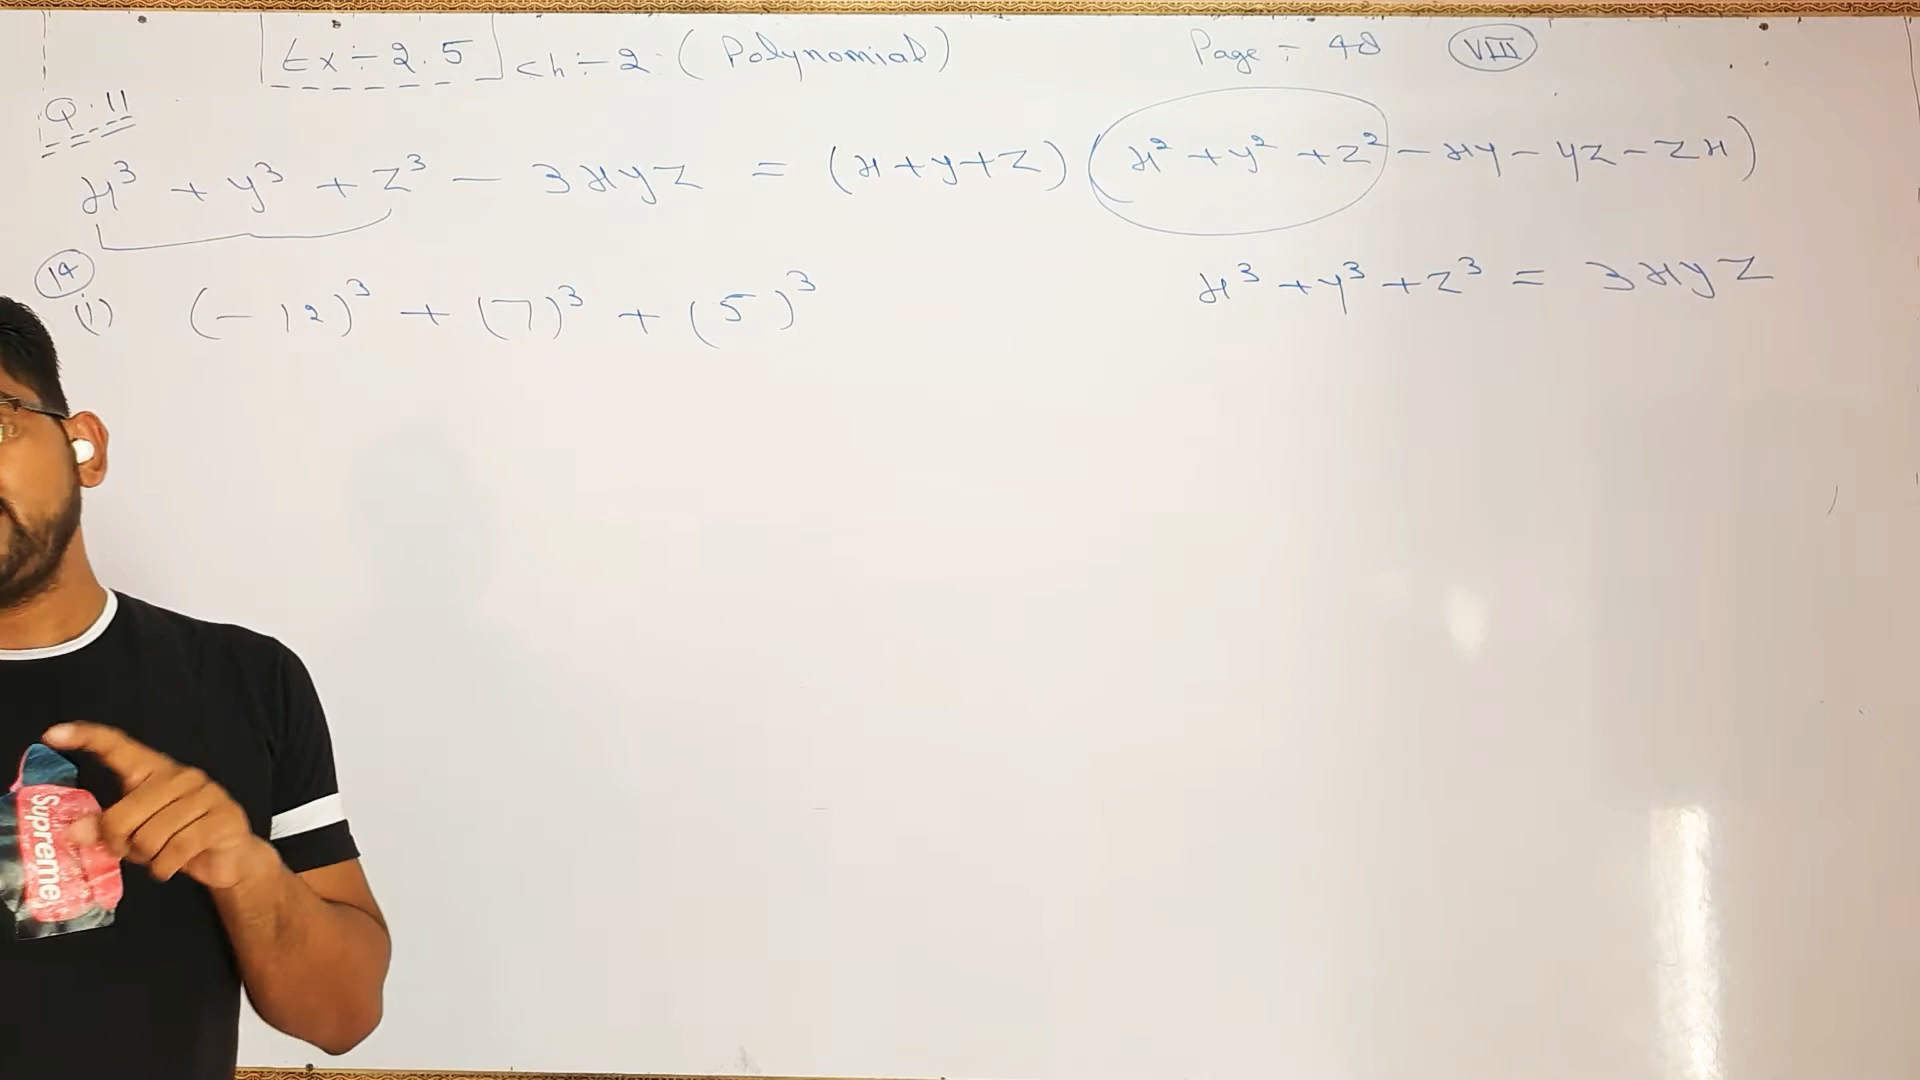 Ex÷2.5 Ch÷2 (Polynomial) Page÷48 VIII
Q.11
x³ + y³ + z³ - 3xyz = (x+y+z) (x² + y² + z² - xy - yz - zx)
14
(i) (-12)³ + (7)³ + (5)³ x³ + y³ + z³ = 3xyz
Supreme